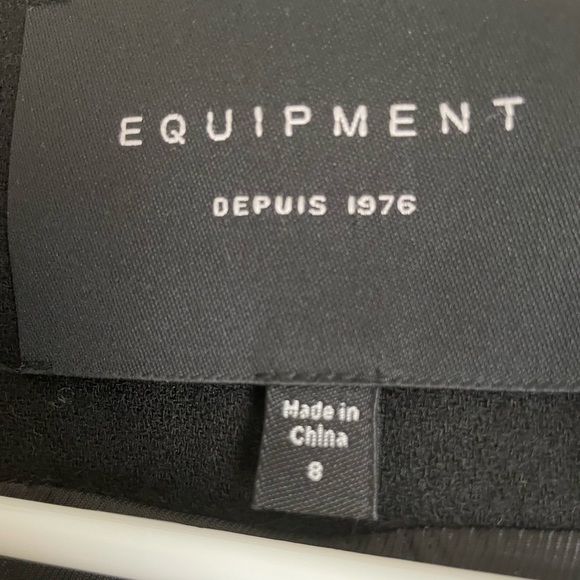 EQUIPMENT
DEPUIS 1976
Made in
China
8